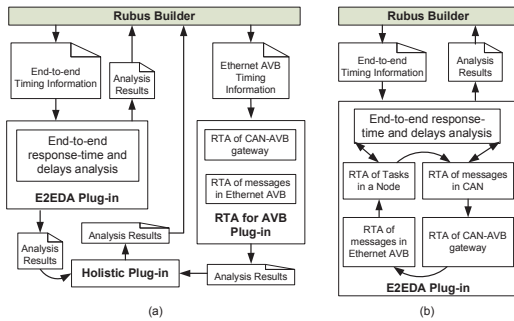 Rubus Builder
End-to-end
Timing Information
Analysis
Results
Ethernet AVB
Timing
Information
End-to-end
response-time and
delays analysis
E2EDA Plug-in
RTA of CAN-AVB
gateway
RTA of messages
in Ethernet AVB
RTA for AVB
Plug-in
Analysis
Results
Analysis Results
Holistic Plug-in
Analysis Results
(a)
Rubus Builder
End-to-end
Timing Information
Analysis
Results
End-to-end response-
time and delays analysis
RTA of Tasks
in a Node
RTA of messages
in CAN
RTA of
messages in
Ethernet AVB
RTA of CAN-AVB
gateway
E2EDA Plug-in
(b)